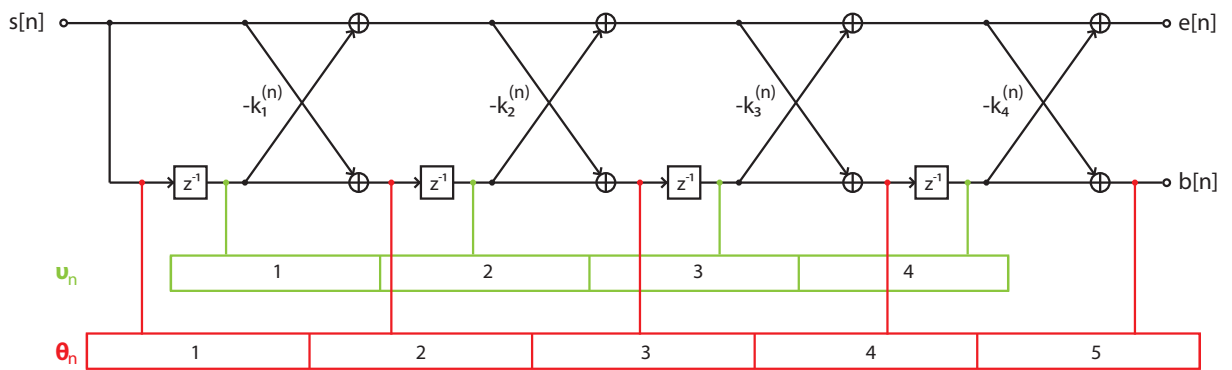 s[n] e[n]
-k₁⁽ⁿ⁾ -k₂⁽ⁿ⁾ -k₃⁽ⁿ⁾ -k₄⁽ⁿ⁾
z⁻¹ z⁻¹ z⁻¹ z⁻¹ b[n]
υₙ 1 2 3 4
θₙ 1 2 3 4 5